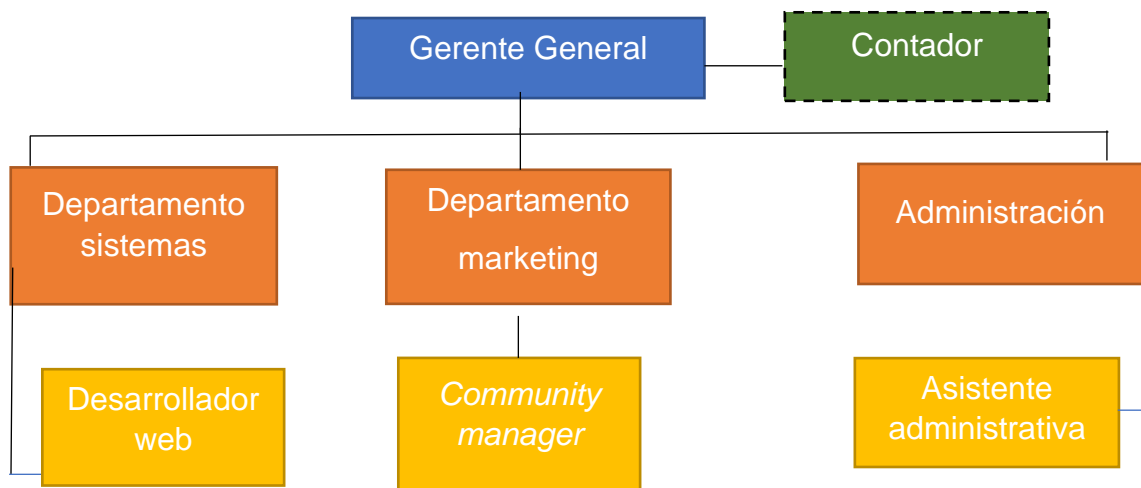 Gerente General
Contador
Departamento
sistemas
Departamento
marketing
Administración
Desarrollador
web
Community
manager
Asistente
administrativa